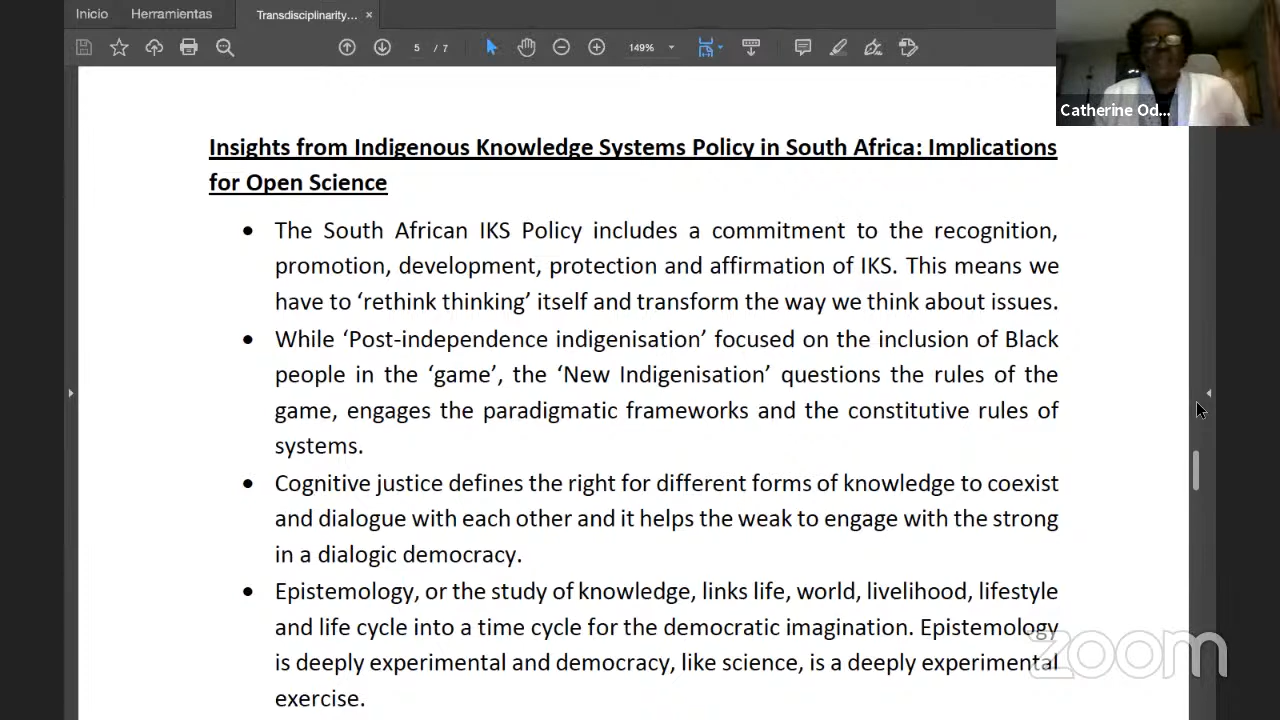 Inicio Herramientas Transdisciplinarity... ×
5 / 7 149%
Catherine Od...
Insights from Indigenous Knowledge Systems Policy in South Africa: Implications
for Open Science
• The South African IKS Policy includes a commitment to the recognition,
promotion, development, protection and affirmation of IKS. This means we
have to ‘rethink thinking’ itself and transform the way we think about issues.
• While ‘Post-independence indigenisation’ focused on the inclusion of Black
people in the ‘game’, the ‘New Indigenisation’ questions the rules of the
game, engages the paradigmatic frameworks and the constitutive rules of
systems.
• Cognitive justice defines the right for different forms of knowledge to coexist
and dialogue with each other and it helps the weak to engage with the strong
in a dialogic democracy.
• Epistemology, or the study of knowledge, links life, world, livelihood, lifestyle
and life cycle into a time cycle for the democratic imagination. Epistemology
is deeply experimental and democracy, like science, is a deeply experimental
exercise.
zoom